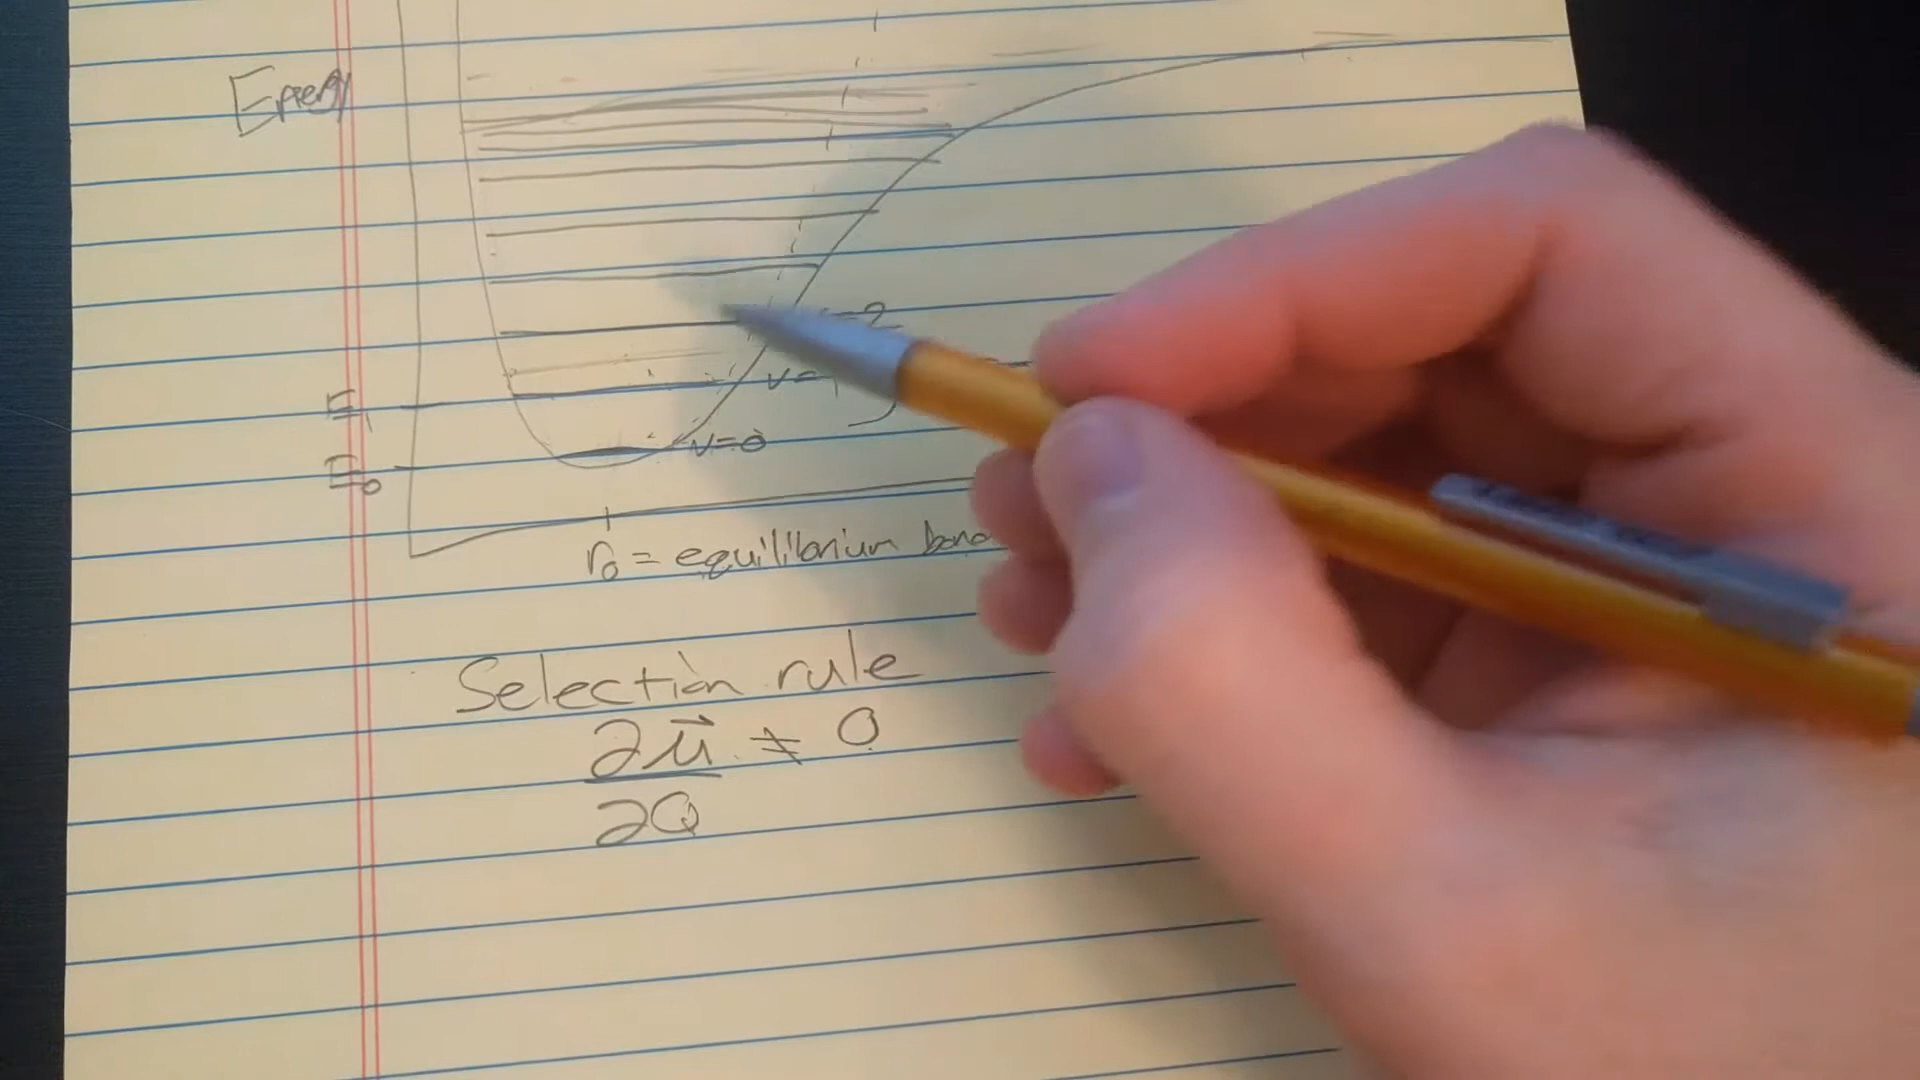 Energy
v=
E₁
v=0
E₀
r₀ = equilibrium bond
Selection rule
∂μ⃗ ≠ 0
∂Q